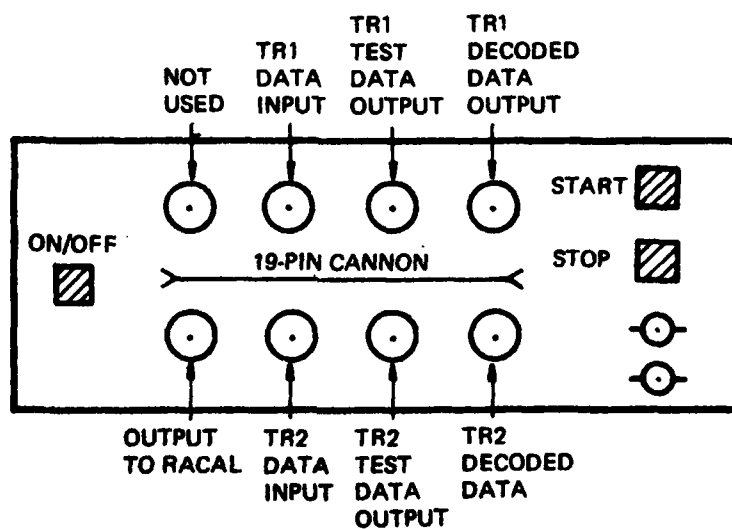 NOT
USED
TR1
DATA
INPUT
TR1
TEST
DATA
OUTPUT
TR1
DECODED
DATA
OUTPUT
START
ON/OFF
19-PIN CANNON
STOP
OUTPUT
TO RACAL
TR2
DATA
INPUT
TR2
TEST
DATA
OUTPUT
TR2
DECODED
DATA